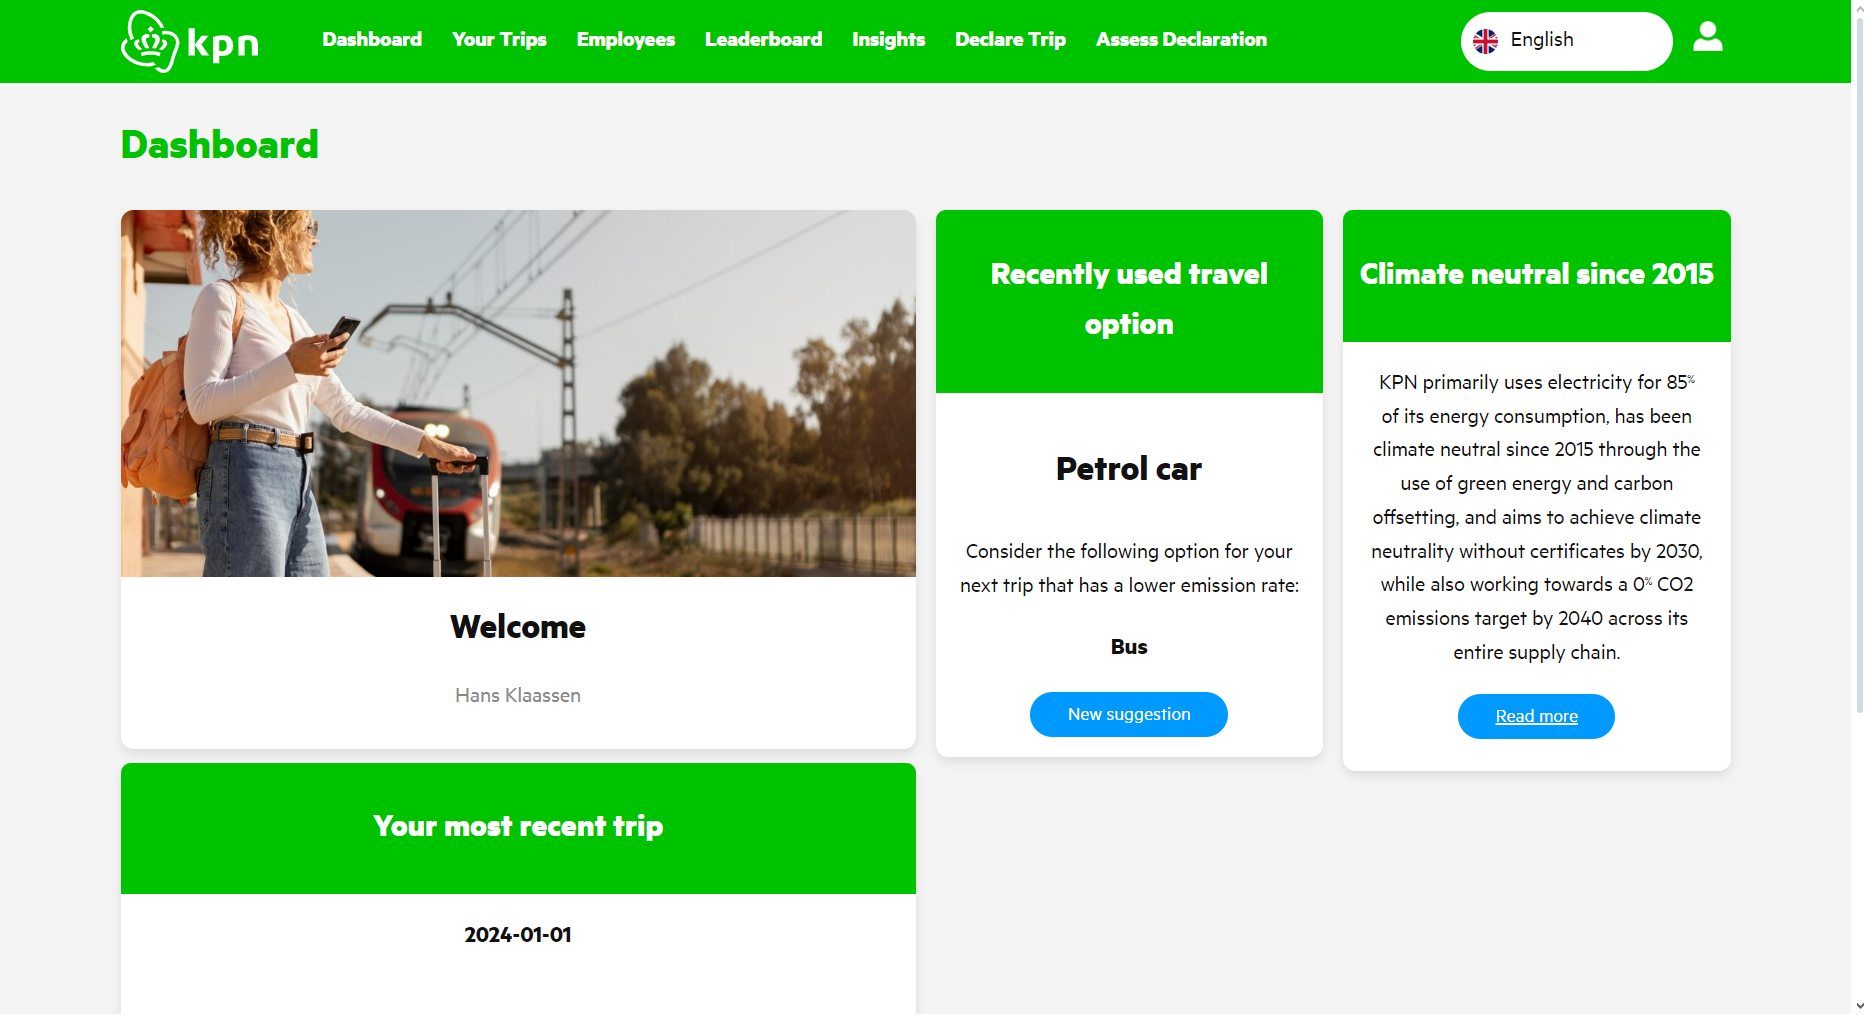 kpn
Dashboard
Your Trips
Employees
Leaderboard
Insights
Declare Trip
Assess Declaration
English
Dashboard
Welcome
Hans Klaassen
Recently used travel
option
Petrol car
Consider the following option for your
next trip that has a lower emission rate:
Bus
New suggestion
Climate neutral since 2015
KPN primarily uses electricity for 85%
of its energy consumption, has been
climate neutral since 2015 through the
use of green energy and carbon
offsetting, and aims to achieve climate
neutrality without certificates by 2030,
while also working towards a 0% CO2
emissions target by 2040 across its
entire supply chain.
Read more
Your most recent trip
2024-01-01